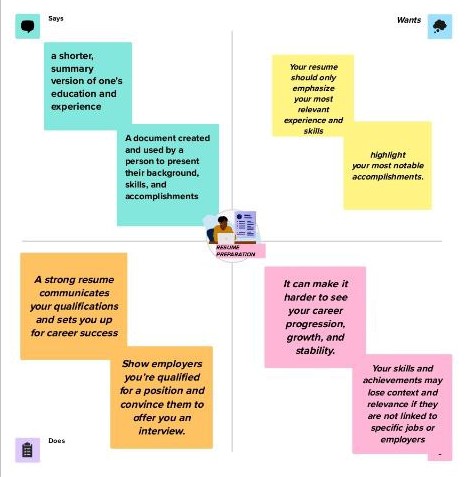 Says
Wants
a shorter,
summary
version of one's
education and
experience
A document created
and used by a
person to present
their background,
skills, and
accomplishments
Your resume
should only
emphasize
your most
relevant
experience and
skills
highlight
your most notable
accomplishments.
RESUME
PREPARATION
A strong resume
communicates
your qualifications
and sets you up
for career success
Show employers
you're qualified
for a position and
convince them to
offer you an
interview.
It can make it
harder to see
your career
progression,
growth, and
stability.
Your skills and
achievements may
lose context and
relevance if they
are not linked to
specific jobs or
employers
.
Does